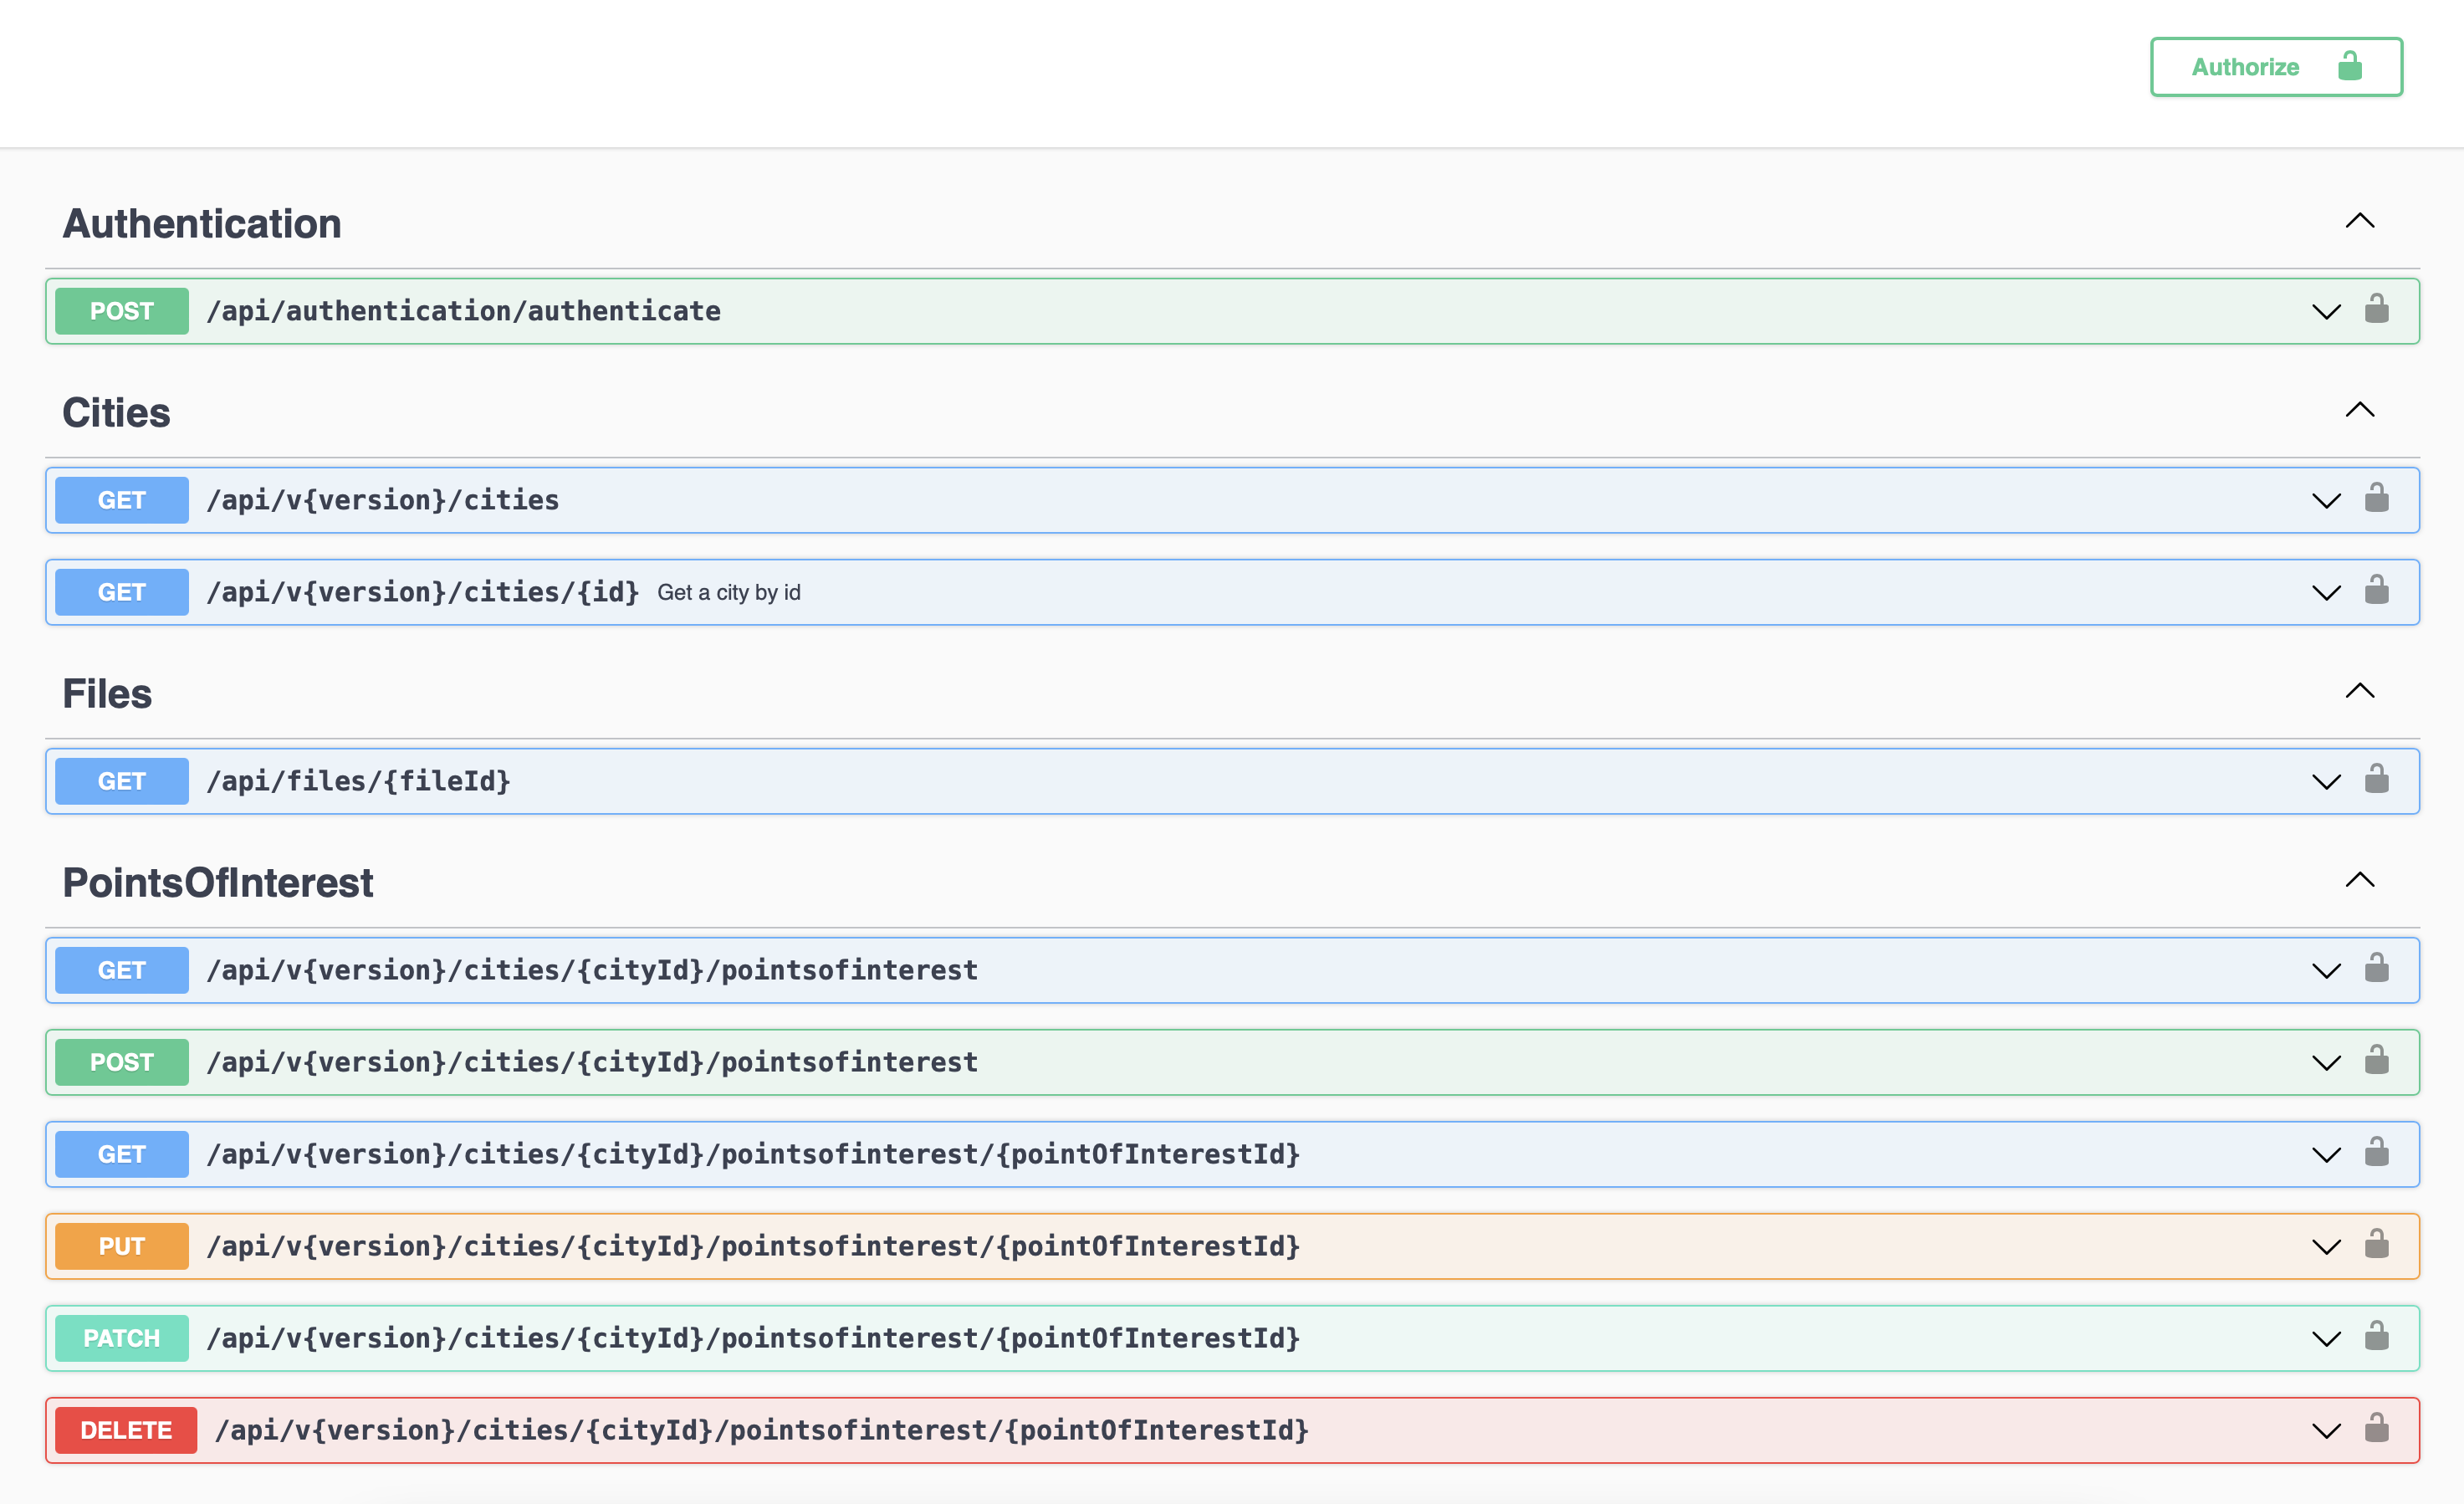 Authorize
Authentication
POST /api/authentication/authenticate
Cities
GET /api/v{version}/cities
GET /api/v{version}/cities/{id} Get a city by id
Files
GET /api/files/{fileId}
PointsOfInterest
GET /api/v{version}/cities/{cityId}/pointsofinterest
POST /api/v{version}/cities/{cityId}/pointsofinterest
GET /api/v{version}/cities/{cityId}/pointsofinterest/{pointOfInterestId}
PUT /api/v{version}/cities/{cityId}/pointsofinterest/{pointOfInterestId}
PATCH /api/v{version}/cities/{cityId}/pointsofinterest/{pointOfInterestId}
DELETE /api/v{version}/cities/{cityId}/pointsofinterest/{pointOfInterestId}